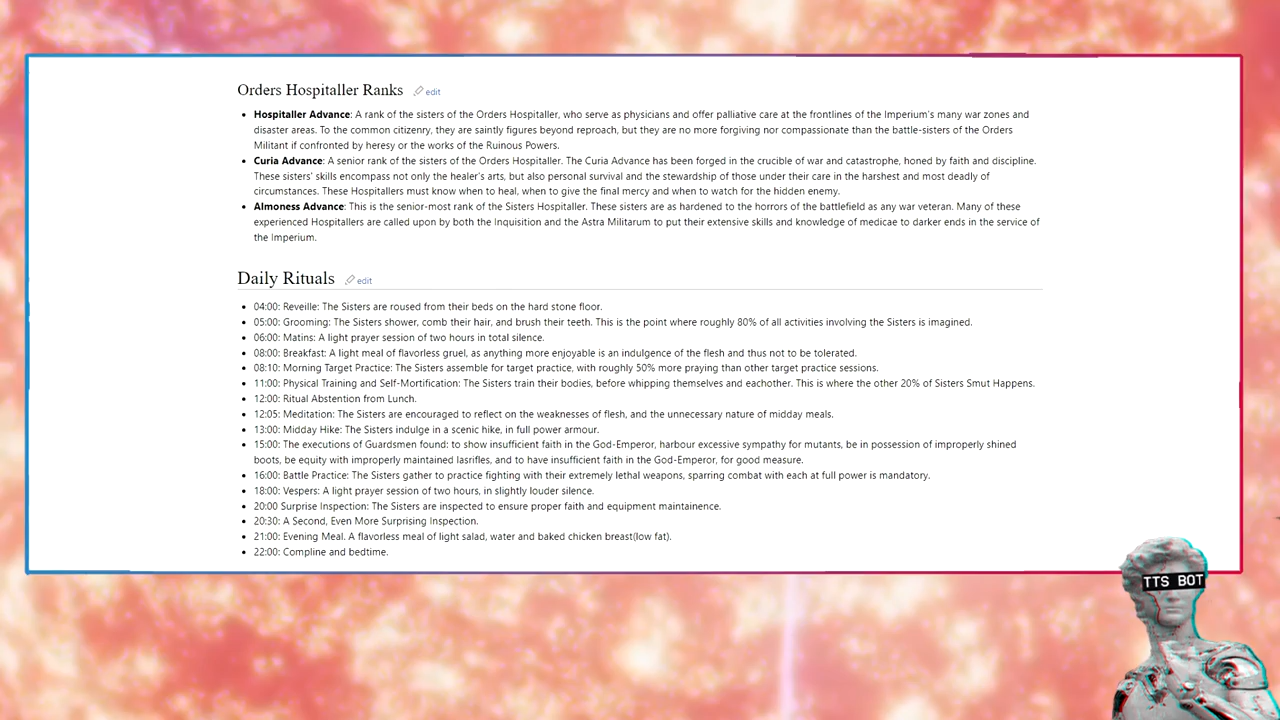 Orders Hospitaller Ranks edit
• Hospitaller Advance: A rank of the sisters of the Orders Hospitaller, who serve as physicians and offer palliative care at the frontlines of the Imperium's many war zones and
disaster areas. To the common citizenry, they are saintly figures beyond reproach, but they are no more forgiving nor compassionate than the battle-sisters of the Orders
Militant if confronted by heresy or the works of the Ruinous Powers.
• Curia Advance: A senior rank of the sisters of the Orders Hospitaller. The Curia Advance has been forged in the crucible of war and catastrophe, honed by faith and discipline.
These sisters' skills encompass not only the healer's arts, but also personal survival and the stewardship of those under their care in the harshest and most deadly of
circumstances. These Hospitallers must know when to heal, when to give the final mercy and when to watch for the hidden enemy.
• Almoness Advance: This is the senior-most rank of the Sisters Hospitaller. These sisters are as hardened to the horrors of the battlefield as any war veteran. Many of these
experienced Hospitallers are called upon by both the Inquisition and the Astra Militarum to put their extensive skills and knowledge of medicae to darker ends in the service of
the Imperium.
Daily Rituals edit
• 04:00: Reveille: The Sisters are roused from their beds on the hard stone floor.
• 05:00: Grooming: The Sisters shower, comb their hair, and brush their teeth. This is the point where roughly 80% of all activities involving the Sisters is imagined.
• 06:00: Matins: A light prayer session of two hours in total silence.
• 08:00: Breakfast: A light meal of flavorless gruel, as anything more enjoyable is an indulgence of the flesh and thus not to be tolerated.
• 08:10: Morning Target Practice: The Sisters assemble for target practice, with roughly 50% more praying than other target practice sessions.
• 11:00: Physical Training and Self-Mortification: The Sisters train their bodies, before whipping themselves and eachother. This is where the other 20% of Sisters Smut Happens.
• 12:00: Ritual Abstention from Lunch.
• 12:05: Meditation: The Sisters are encouraged to reflect on the weaknesses of flesh, and the unnecessary nature of midday meals.
• 13:00: Midday Hike: The Sisters indulge in a scenic hike, in full power armour.
• 15:00: The executions of Guardsmen found: to show insufficient faith in the God-Emperor, harbour excessive sympathy for mutants, be in possession of improperly shined
boots, be equity with improperly maintained lasrifles, and to have insufficient faith in the God-Emperor, for good measure.
• 16:00: Battle Practice: The Sisters gather to practice fighting with their extremely lethal weapons, sparring combat with each at full power is mandatory.
• 18:00: Vespers: A light prayer session of two hours, in slightly louder silence.
• 20:00 Surprise Inspection: The Sisters are inspected to ensure proper faith and equipment maintainence.
• 20:30: A Second, Even More Surprising Inspection.
• 21:00: Evening Meal. A flavorless meal of light salad, water and baked chicken breast(low fat).
• 22:00: Compline and bedtime.
TTS BOT